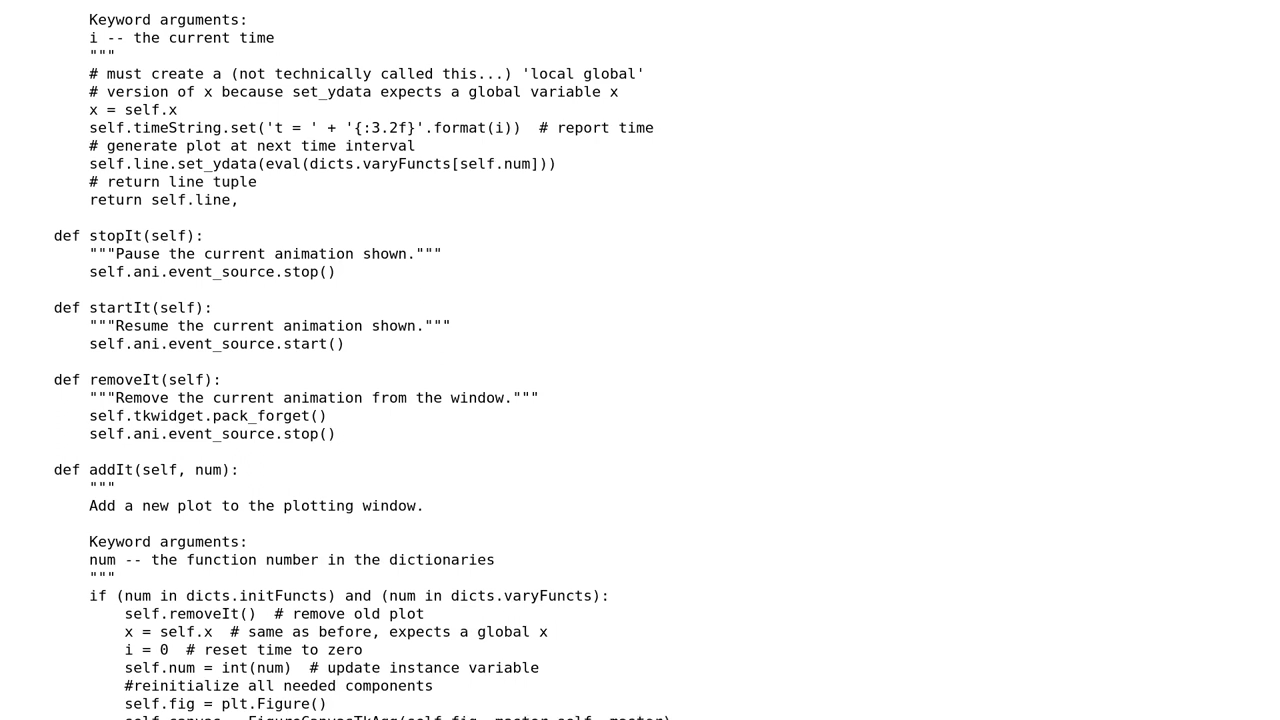 Keyword arguments:
        i -- the current time
        """
        # must create a (not technically called this...) 'local global'
        # version of x because set_ydata expects a global variable x
        x = self.x
        self.timeString.set('t = ' + '{:3.2f}'.format(i))  # report time
        # generate plot at next time interval
        self.line.set_ydata(eval(dicts.varyFuncts[self.num]))
        # return line tuple
        return self.line,

    def stopIt(self):
        """Pause the current animation shown."""
        self.ani.event_source.stop()

    def startIt(self):
        """Resume the current animation shown."""
        self.ani.event_source.start()

    def removeIt(self):
        """Remove the current animation from the window."""
        self.tkwidget.pack_forget()
        self.ani.event_source.stop()

    def addIt(self, num):
        """
        Add a new plot to the plotting window.

        Keyword arguments:
        num -- the function number in the dictionaries
        """
        if (num in dicts.initFuncts) and (num in dicts.varyFuncts):
            self.removeIt()  # remove old plot
            x = self.x  # same as before, expects a global x
            i = 0  # reset time to zero
            self.num = int(num)  # update instance variable
            #reinitialize all needed components
            self.fig = plt.Figure()